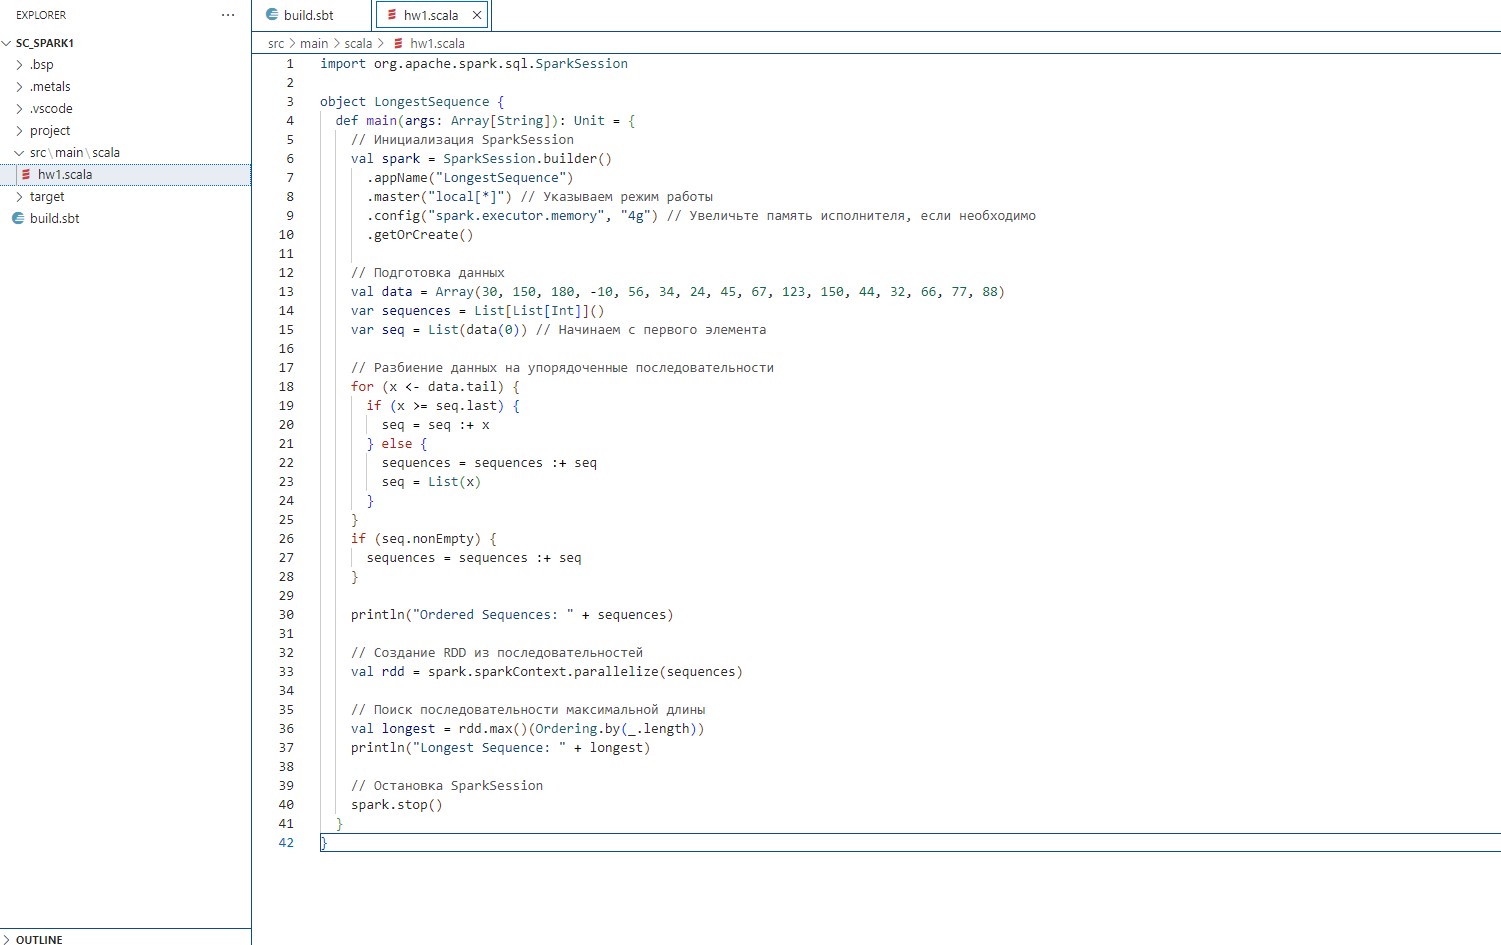 EXPLORER
SC_SPARK1
.bsp
.metals
.vscode
project
src\main\scala
hw1.scala
target
build.sbt
OUTLINE
build.sbt hw1.scala
src > main > scala > hw1.scala
1 import org.apache.spark.sql.SparkSession
2
3 object LongestSequence {
4   def main(args: Array[String]): Unit = {
5     // Инициализация SparkSession
6     val spark = SparkSession.builder()
7       .appName("LongestSequence")
8       .master("local[*]") // Указываем режим работы
9       .config("spark.executor.memory", "4g") // Увеличьте память исполнителя, если необходимо
10       .getOrCreate()
11
12     // Подготовка данных
13     val data = Array(30, 150, 180, -10, 56, 34, 24, 45, 67, 123, 150, 44, 32, 66, 77, 88)
14     var sequences = List[List[Int]]()
15     var seq = List(data(0)) // Начинаем с первого элемента
16
17     // Разбиение данных на упорядоченные последовательности
18     for (x <- data.tail) {
19       if (x >= seq.last) {
20         seq = seq :+ x
21       } else {
22         sequences = sequences :+ seq
23         seq = List(x)
24       }
25     }
26     if (seq.nonEmpty) {
27       sequences = sequences :+ seq
28     }
29
30     println("Ordered Sequences: " + sequences)
31
32     // Создание RDD из последовательностей
33     val rdd = spark.sparkContext.parallelize(sequences)
34
35     // Поиск последовательности максимальной длины
36     val longest = rdd.max()(Ordering.by(_.length))
37     println("Longest Sequence: " + longest)
38
39     // Остановка SparkSession
40     spark.stop()
41   }
42 }